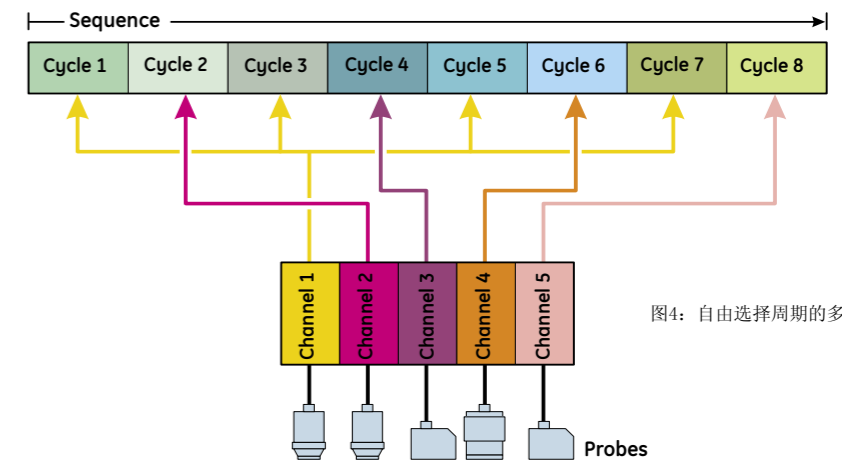 Sequence
Cycle 1 Cycle 2 Cycle 3 Cycle 4 Cycle 5 Cycle 6 Cycle 7 Cycle 8
Channel 1 Channel 2 Channel 3 Channel 4 Channel 5
图4: 自由选择周期的多
Probes